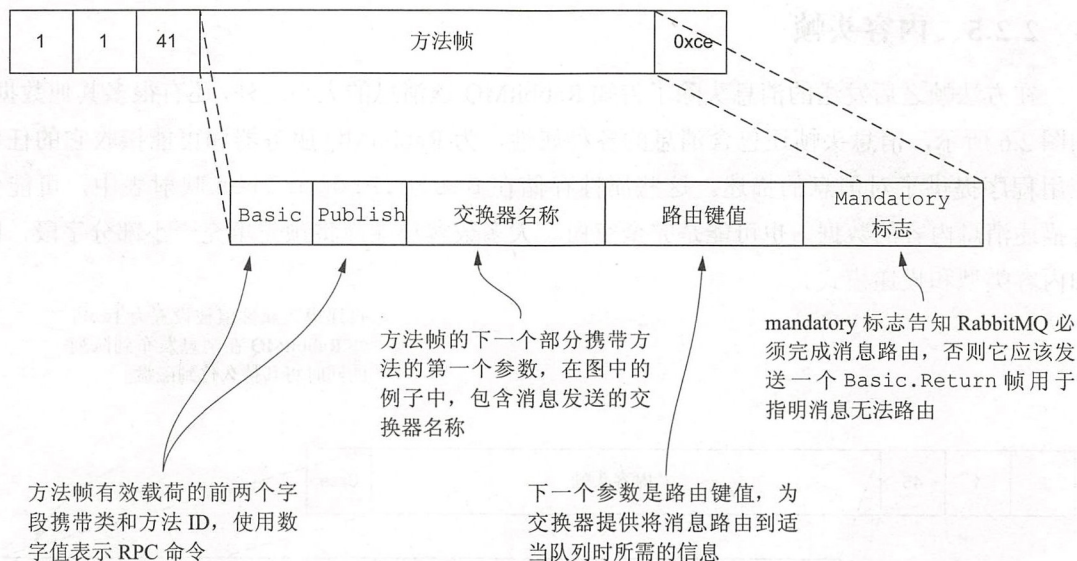 1 1 41 方法帧 0xce
Basic Publish 交换器名称 路由键值 Mandatory
标志
方法帧的下一个部分携带方
法的第一个参数，在图中的
例子中，包含消息发送的交
换器名称
mandatory 标志告知 RabbitMQ 必
须完成消息路由，否则它应该发
送一个 Basic.Return 帧用于
指明消息无法路由
方法帧有效载荷的前两个字
段携带类和方法 ID，使用数
字值表示 RPC 命令
下一个参数是路由键值，为
交换器提供将消息路由到适
当队列时所需的信息